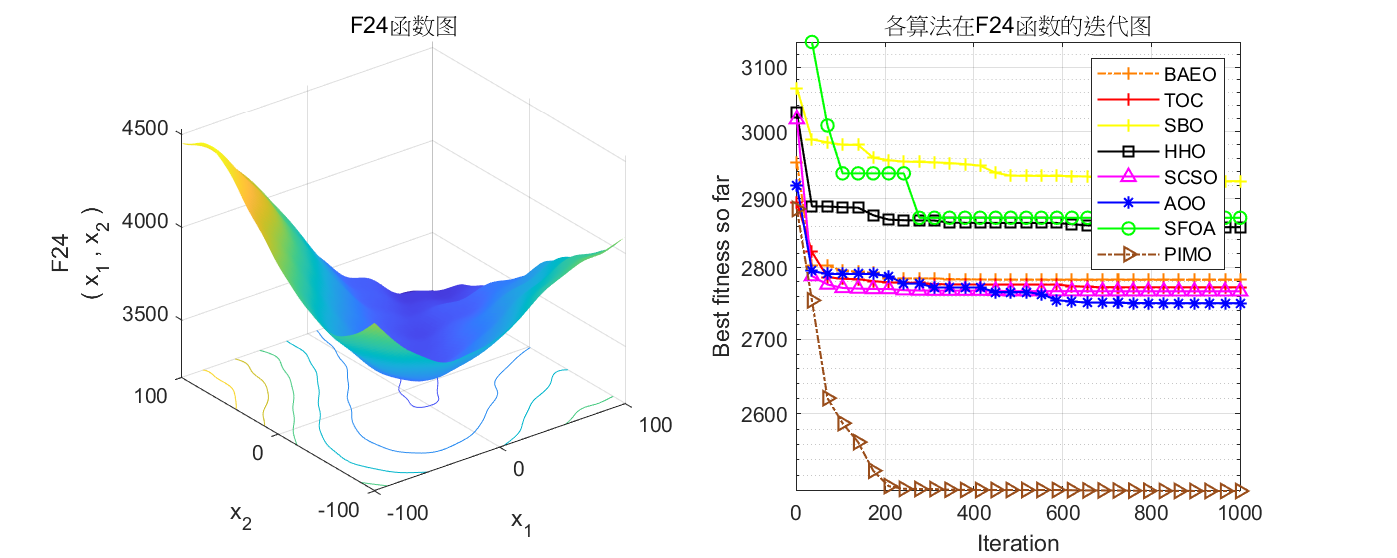 F24函数图
F24
( x1 , x2 )
4500
4000
3500
100
0
-100
x2
-100
0
100
x1
各算法在F24函数的迭代图
Best fitness so far
3100
3000
2900
2800
2700
2600
0
200
400
600
800
1000
Iteration
BAEO
TOC
SBO
HHO
SCSO
AOO
SFOA
PIMO